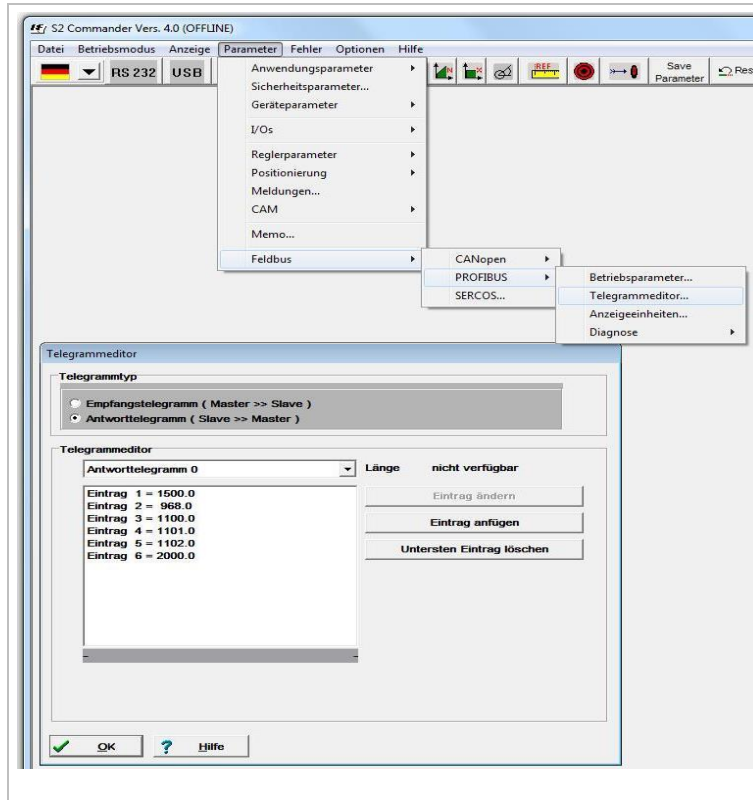 S2 Commander Vers. 4.0 (OFFLINE)
Datei Betriebsmodus Anzeige Parameter Fehler Optionen Hilfe
RS 232 USB REF Save Parameter Res
Anwendungsparameter
Sicherheitsparameter...
Geräteparameter
I/Os
Reglerparameter
Positionierung
Meldungen...
CAM
Memo...
Feldbus
CANopen
PROFIBUS
SERCOS...
Betriebsparameter...
Telegrammeditor...
Anzeigeeinheiten...
Diagnose
Telegrammeditor
Telegrammtyp
Empfangstelegramm ( Master >> Slave )
Antworttelegramm ( Slave >> Master )
Telegrammeditor
Antworttelegramm 0 Länge nicht verfügbar
Eintrag 1 = 1500.0
Eintrag 2 = 968.0
Eintrag 3 = 1100.0
Eintrag 4 = 1101.0
Eintrag 5 = 1102.0
Eintrag 6 = 2000.0
Eintrag ändern
Eintrag anfügen
Untersten Eintrag löschen
- -
OK ? Hilfe